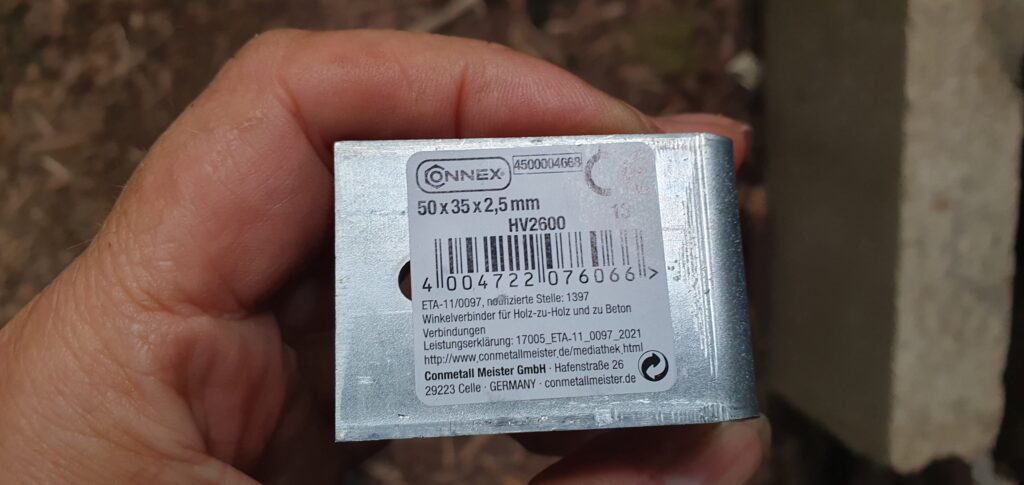 CONNEX
4500004668
50 x 35 x 2,5 mm
HV2600
4 004722 076066 >
ETA-11/0097, notifizierte Stelle: 1397
Winkelverbinder für Holz-zu-Holz und zu Beton
Verbindungen
Leistungserklärung: 17005_ETA-11_0097_2021
http://www.conmetallmeister.de/mediathek.html
Conmetall Meister GmbH · Hafenstraße 26
29223 Celle · GERMANY · conmetallmeister.de